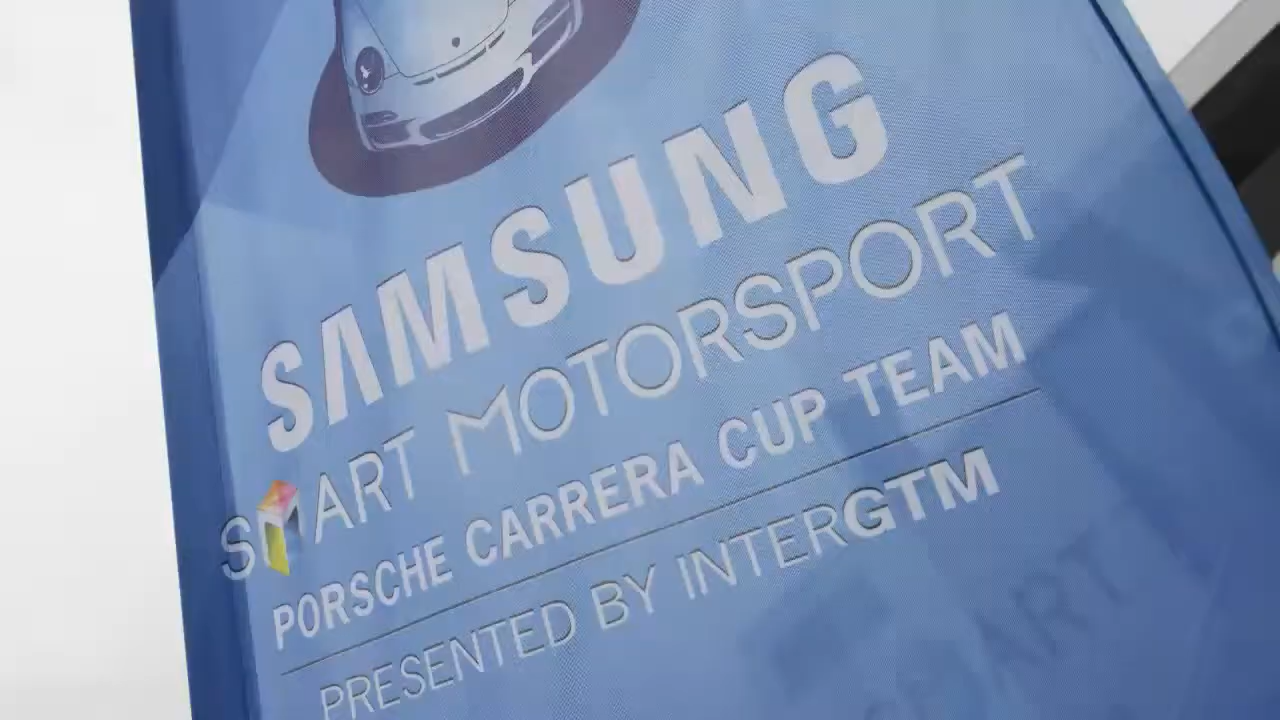 SAMSUNG
SMART MOTORSPORT
PORSCHE CARRERA CUP TEAM
PRESENTED BY INTERGTM